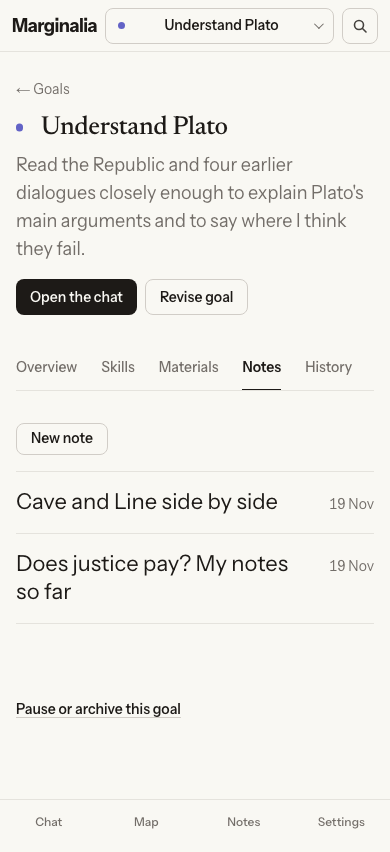 Marginalia
Understand Plato
← Goals
Understand Plato
Read the Republic and four earlier
dialogues closely enough to explain Plato's
main arguments and to say where I think
they fail.
Open the chat
Revise goal
Overview
Skills
Materials
Notes
History
New note
Cave and Line side by side
19 Nov
Does justice pay? My notes
so far
19 Nov
Pause or archive this goal
Chat
Map
Notes
Settings